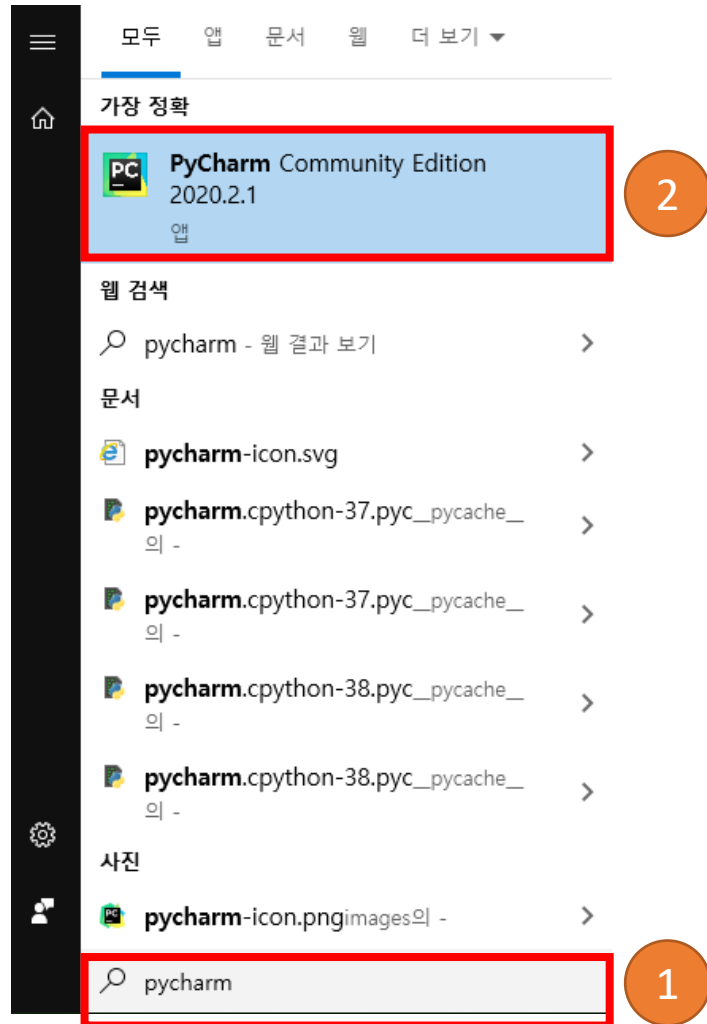 모두 앱 문서 웹 더 보기
가장 정확
PyCharm Community Edition
2020.2.1
앱
2
웹 검색
pycharm - 웹 결과 보기
문서
pycharm-icon.svg
pycharm.cpython-37.pyc__pycache__
의 -
pycharm.cpython-37.pyc__pycache__
의 -
pycharm.cpython-38.pyc__pycache__
의 -
pycharm.cpython-38.pyc__pycache__
의 -
사진
pycharm-icon.pngimages의 -
pycharm
1